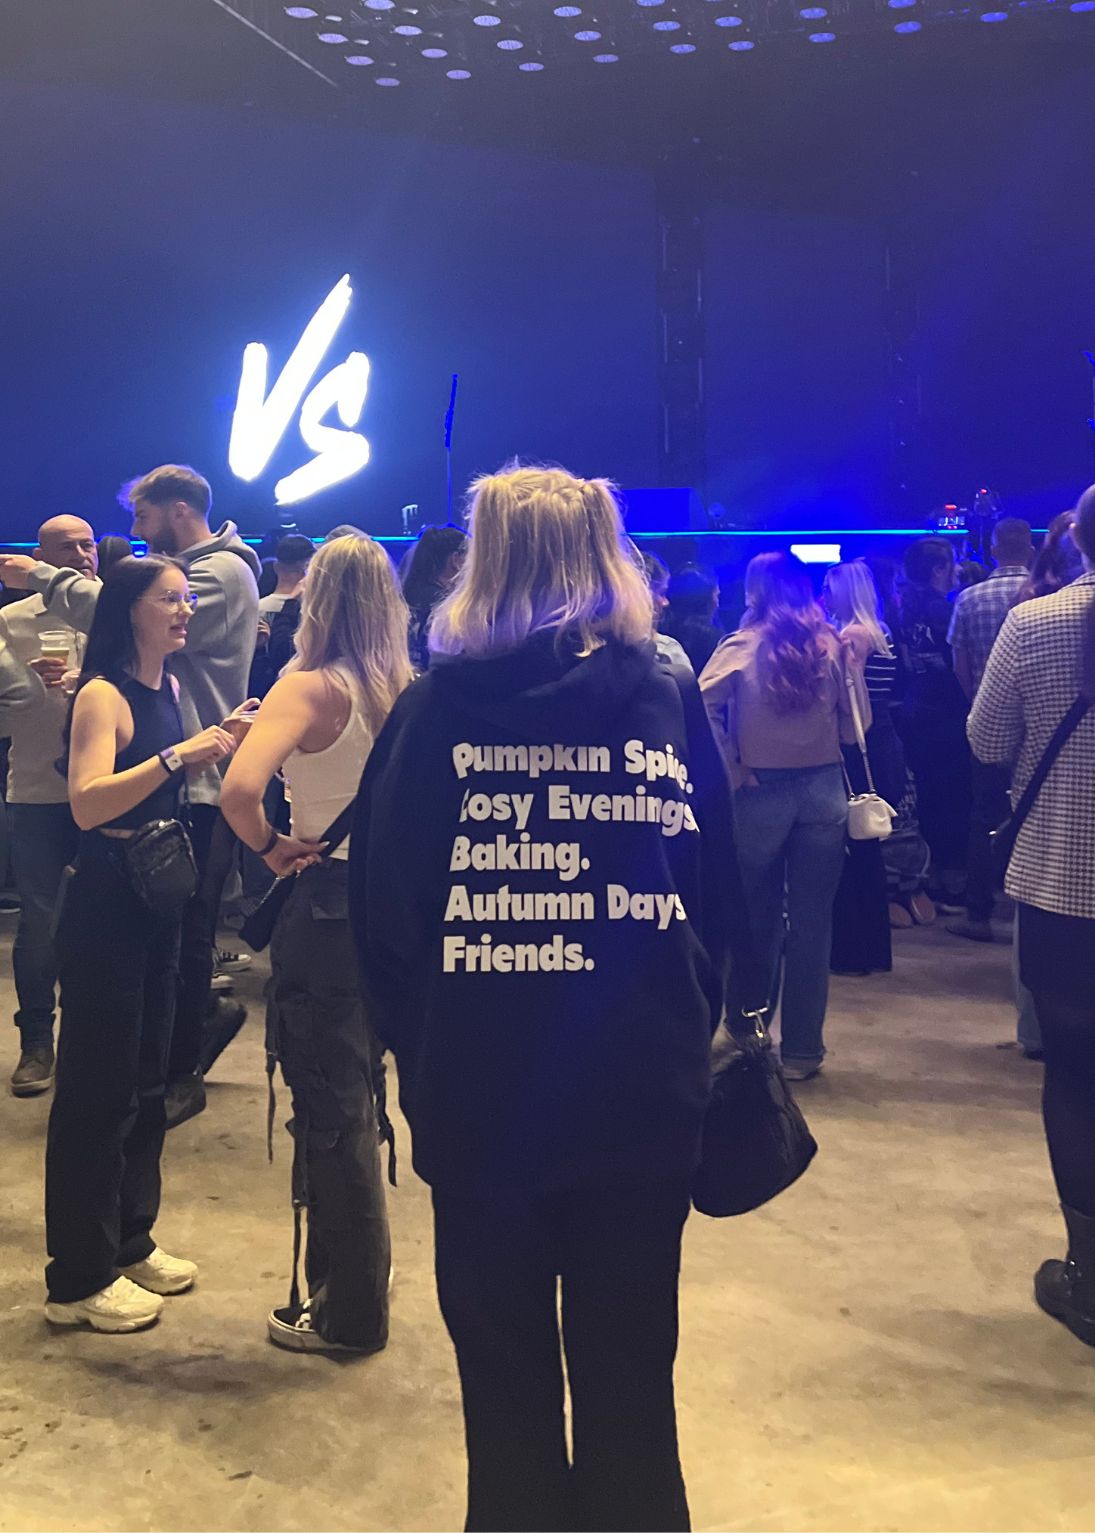 VS
Pumpkin Spice.
Cosy Evenings.
Baking.
Autumn Days.
Friends.